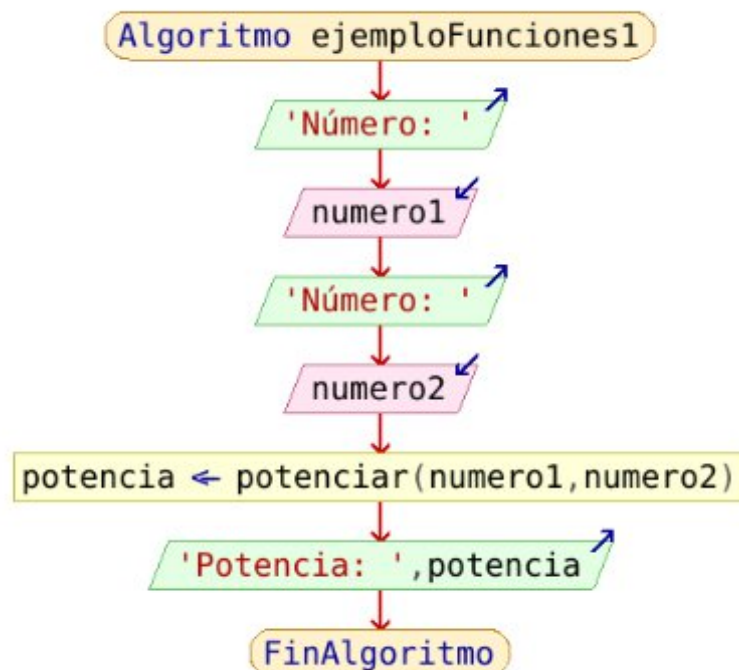 Algoritmo ejemploFunciones1
'Número: '
numero1
'Número: '
numero2
potencia ← potenciar(numero1,numero2)
'Potencia: ',potencia
FinAlgoritmo